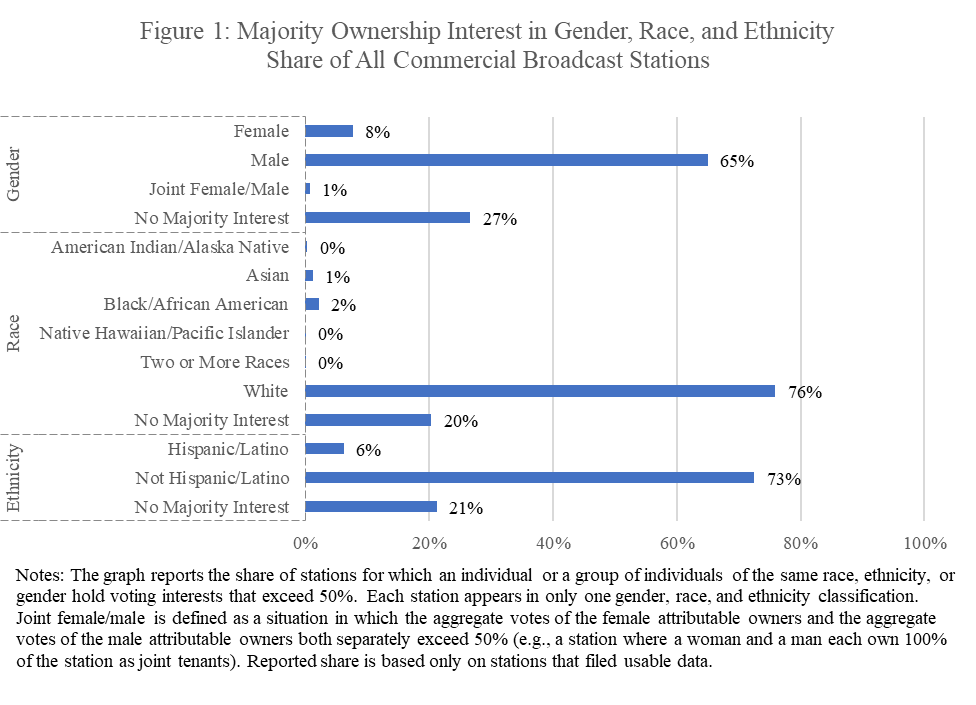 Figure 1: Majority Ownership Interest in Gender, Race, and Ethnicity
Share of All Commercial Broadcast Stations
Gender
Female 8%
Male 65%
Joint Female/Male 1%
No Majority Interest 27%
Race
American Indian/Alaska Native 0%
Asian 1%
Black/African American 2%
Native Hawaiian/Pacific Islander 0%
Two or More Races 0%
White 76%
No Majority Interest 20%
Ethnicity
Hispanic/Latino 6%
Not Hispanic/Latino 73%
No Majority Interest 21%
0% 20% 40% 60% 80% 100%
Notes: The graph reports the share of stations for which an individual or a group of individuals of the same race, ethnicity, or
gender hold voting interests that exceed 50%. Each station appears in only one gender, race, and ethnicity classification.
Joint female/male is defined as a situation in which the aggregate votes of the female attributable owners and the aggregate
votes of the male attributable owners both separately exceed 50% (e.g., a station where a woman and a man each own 100%
of the station as joint tenants). Reported share is based only on stations that filed usable data.